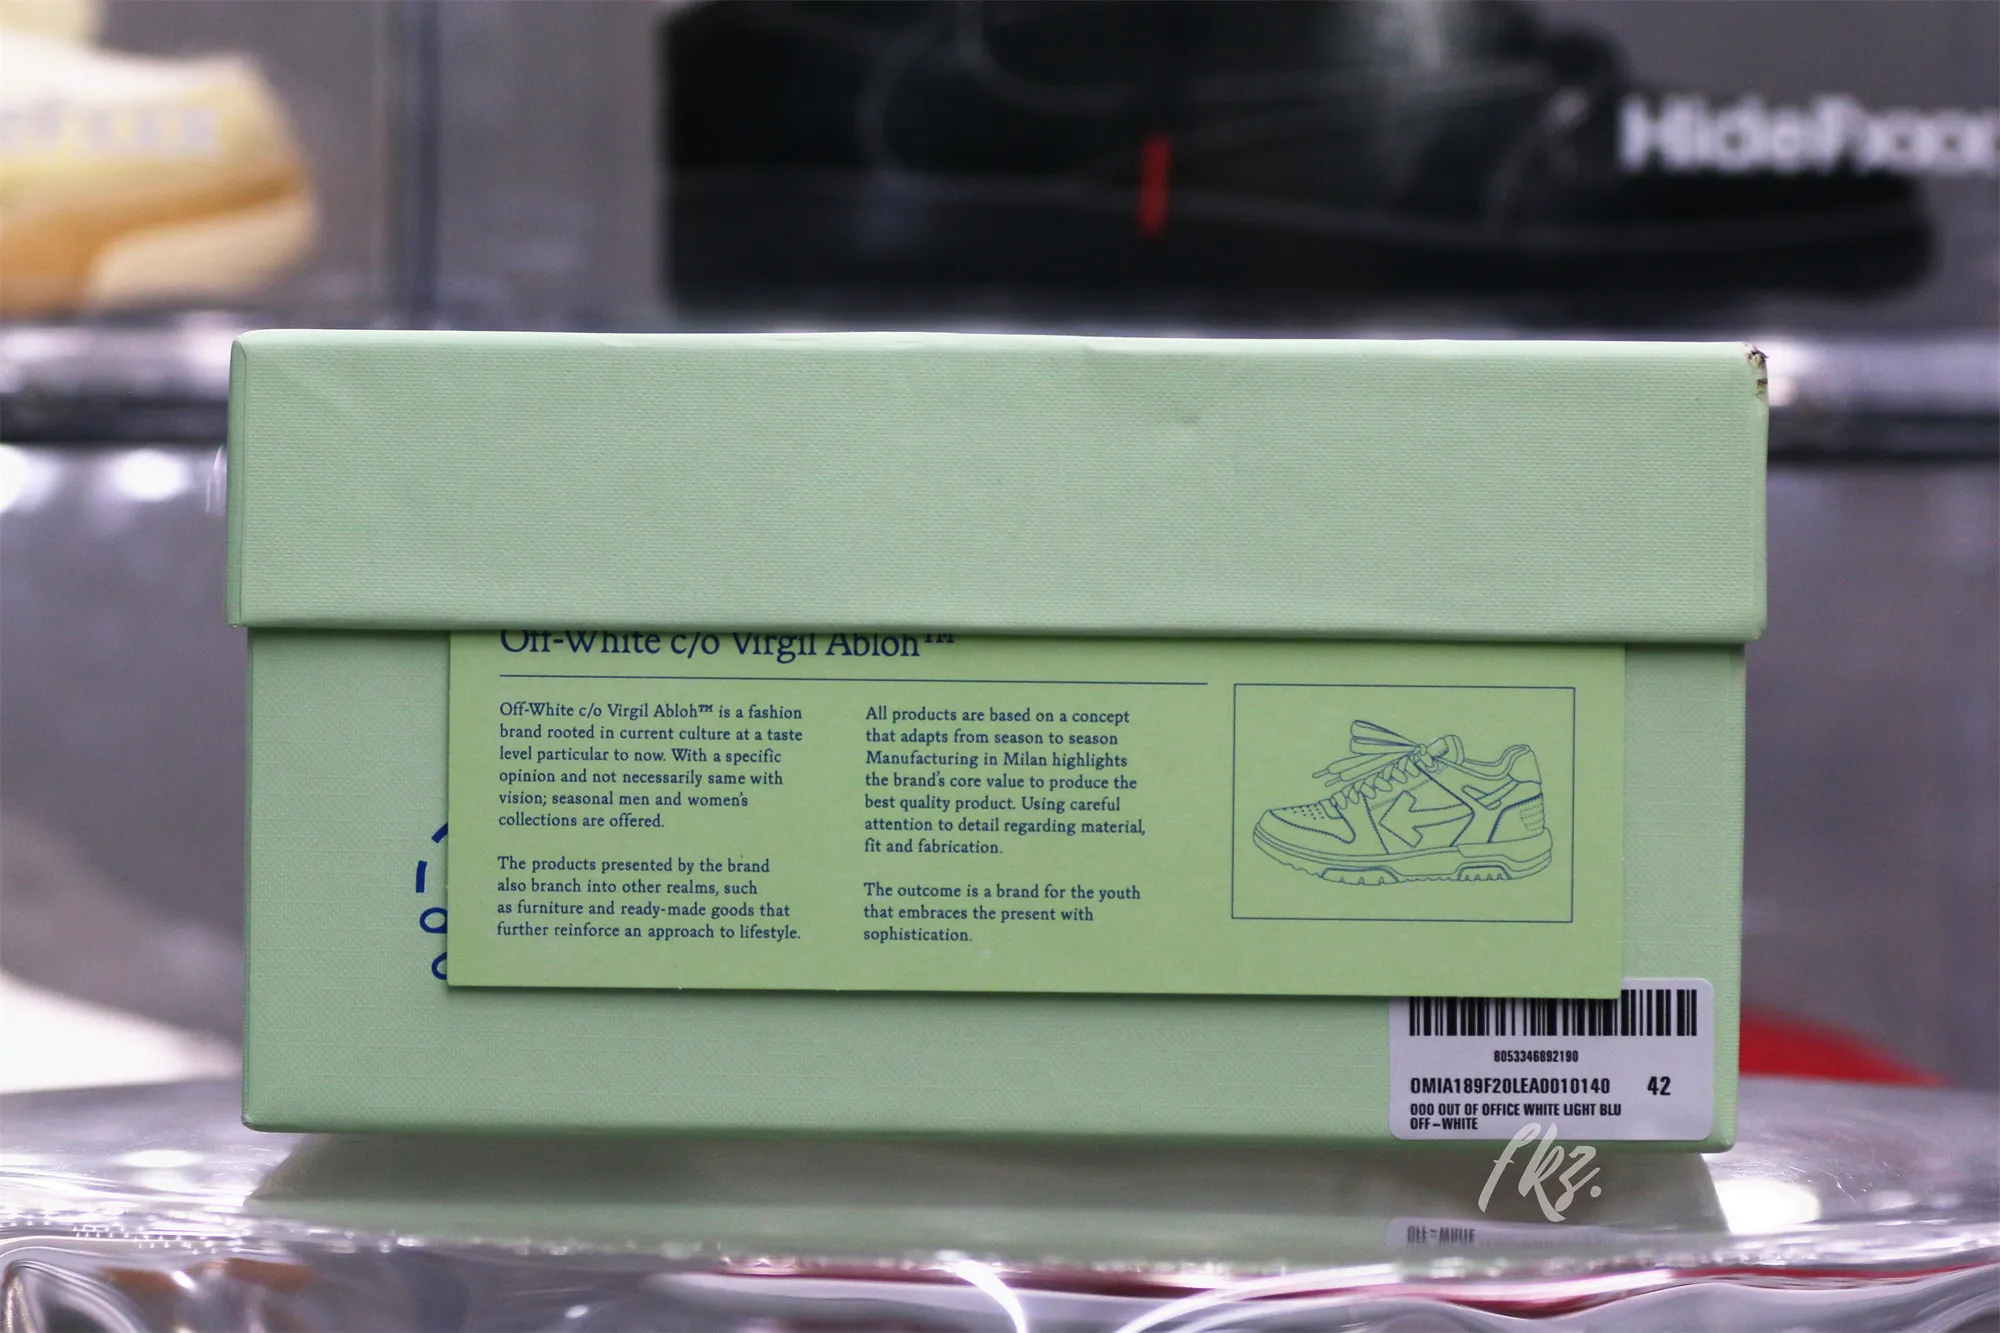 HidePxxx
Off-White c/o Virgil Abloh™
Off-White c/o Virgil Abloh™ is a fashion
brand rooted in current culture at a taste
level particular to now. With a specific
opinion and not necessarily same with
vision; seasonal men and women's
collections are offered.
The products presented by the brand
also branch into other realms, such
as furniture and ready-made goods that
further reinforce an approach to lifestyle.
All products are based on a concept
that adapts from season to season
Manufacturing in Milan highlights
the brand's core value to produce the
best quality product. Using careful
attention to detail regarding material,
fit and fabrication.
The outcome is a brand for the youth
that embraces the present with
sophistication.
8053346892190
OMIA189F20LEA0010140 42
OOO OUT OF OFFICE WHITE LIGHT BLU
OFF-WHITE
fkz.